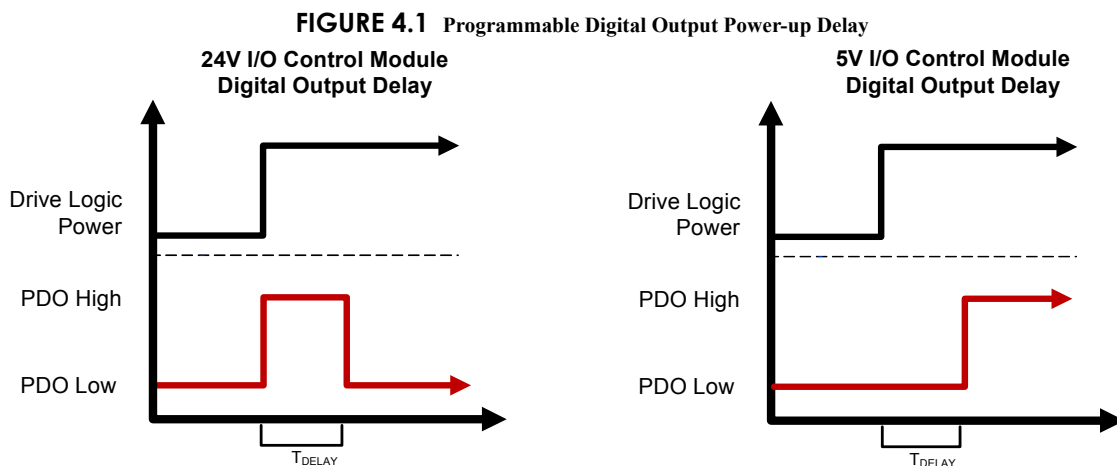 FIGURE 4.1 Programmable Digital Output Power-up Delay
24V I/O Control Module
Digital Output Delay
Drive Logic
Power
PDO High
PDO Low
TDELAY
5V I/O Control Module
Digital Output Delay
Drive Logic
Power
PDO High
PDO Low
TDELAY